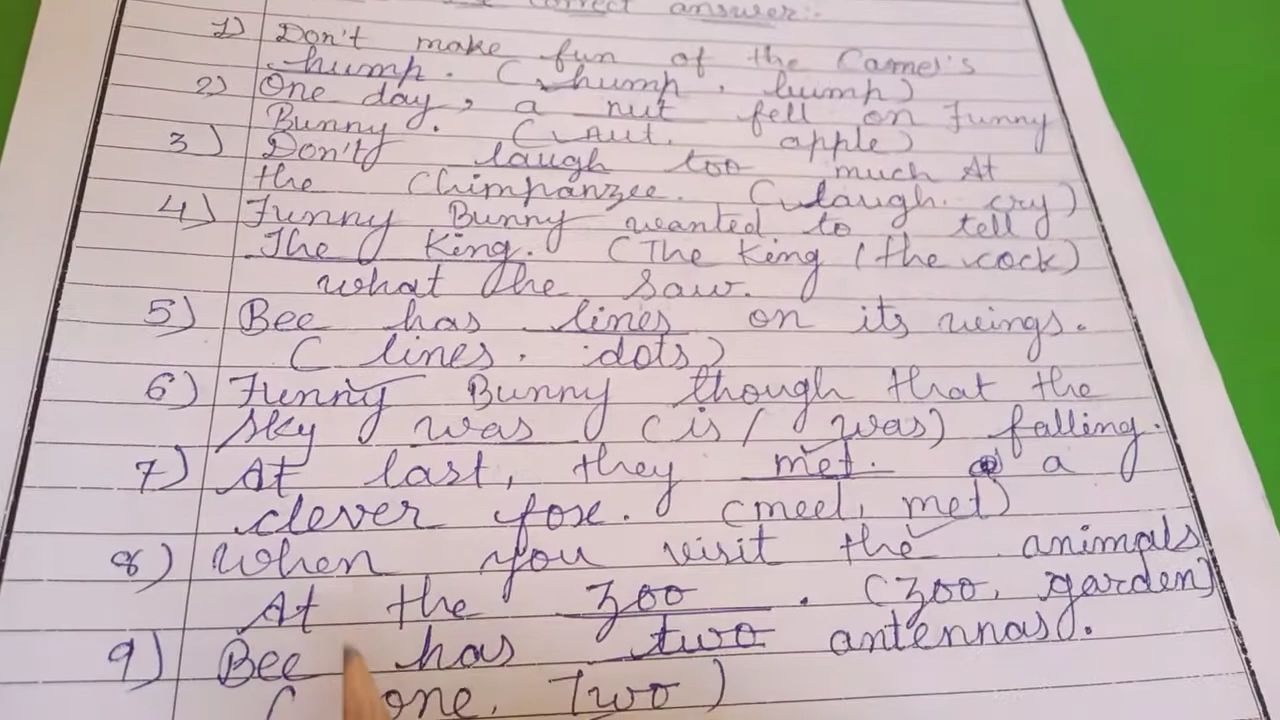 correct answer:-
1) Don't make fun of the Camel's
hump. (hump, bump)
2) One day, a nut fell on Funny
Bunny. (nut. apple)
3) Don't laugh too much At
the Chimpanzee. (laugh. cry)
4) Funny Bunny wanted to tell
The King. (The King / the cock)
what she saw.
5) Bee has lines on its wings.
( lines. dots)
6) Funny Bunny though that the
sky was (is / was) falling.
7) At last, they met. a
clever fox. (meel, met)
8) When you visit the animals
At the zoo. (zoo, garden)
9) Bee has two antennas.
( one. Two )